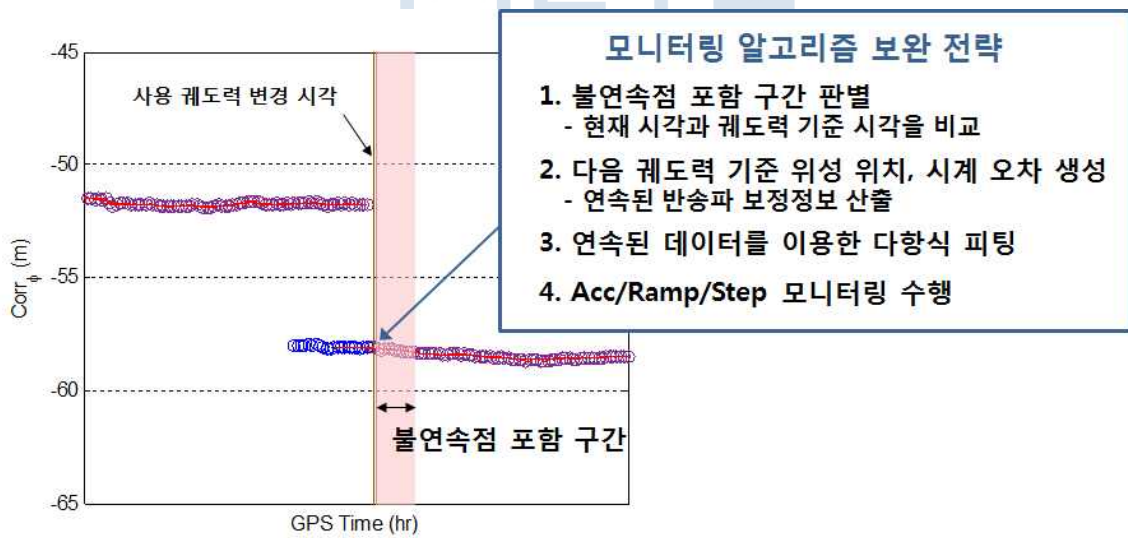 모니터링 알고리즘 보완 전략
1. 불연속점 포함 구간 판별
- 현재 시각과 궤도력 기준 시각을 비교
2. 다음 궤도력 기준 위성 위치, 시계 오차 생성
- 연속된 반송파 보정정보 산출
3. 연속된 데이터를 이용한 다항식 피팅
4. Acc/Ramp/Step 모니터링 수행
사용 궤도력 변경 시각
-45
-50
-55
-60
-65
Corrϕ (m)
불연속점 포함 구간
GPS Time (hr)